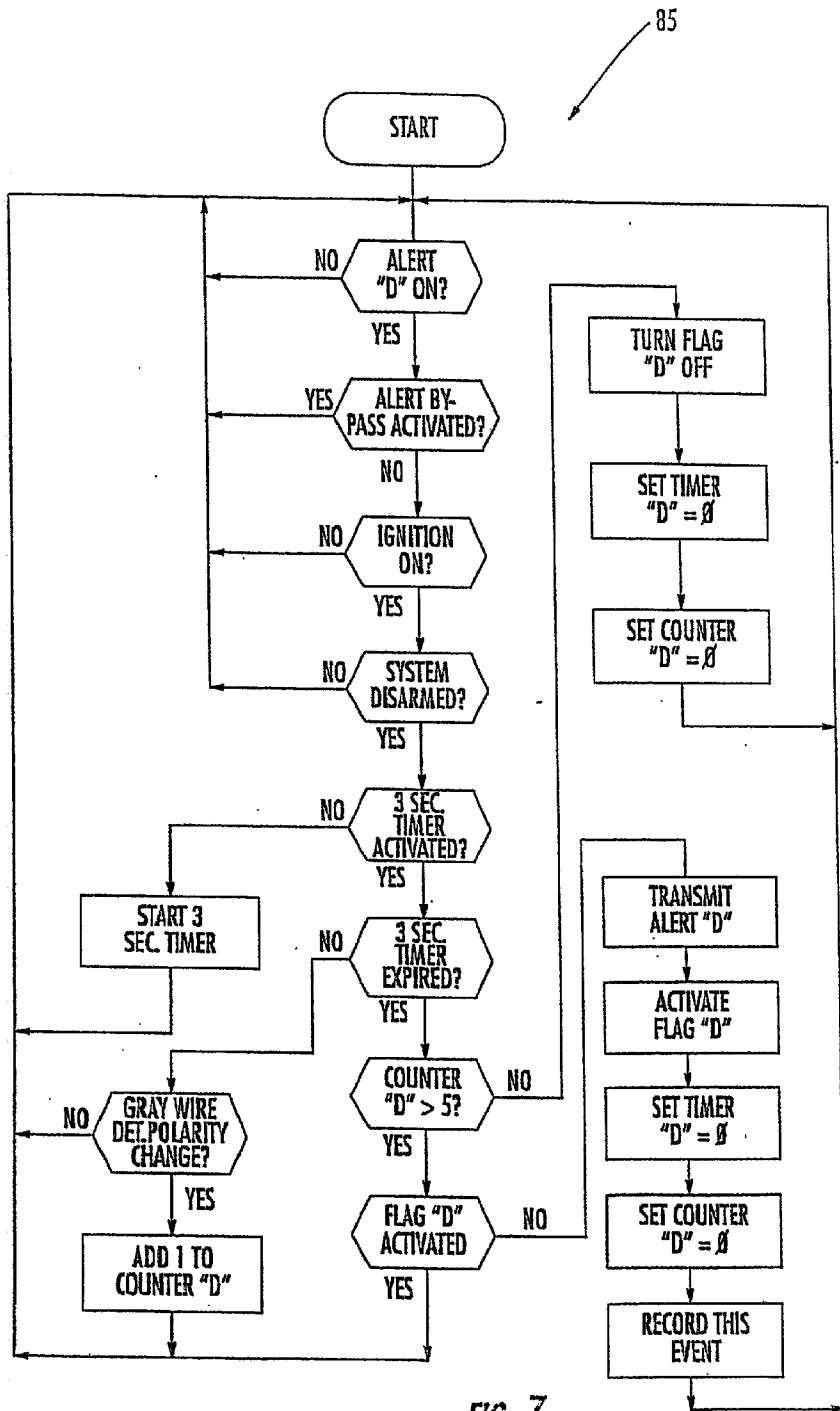 85
START
ALERT
"D" ON?
NO
YES
ALERT BY-
PASS ACTIVATED?
YES
NO
IGNITION
ON?
NO
YES
SYSTEM
DISARMED?
NO
YES
3 SEC.
TIMER
ACTIVATED?
NO
YES
START 3
SEC. TIMER
3 SEC.
TIMER
EXPIRED?
NO
YES
GRAY WIRE
DET.POLARITY
CHANGE?
NO
YES
ADD 1 TO
COUNTER "D"
COUNTER
"D" > 5?
NO
YES
FLAG "D"
ACTIVATED
NO
YES
TURN FLAG
"D" OFF
SET TIMER
"D" = Ø
SET COUNTER
"D" = Ø
TRANSMIT
ALERT "D"
ACTIVATE
FLAG "D"
SET TIMER
"D" = Ø
SET COUNTER
"D" = Ø
RECORD THIS
EVENT